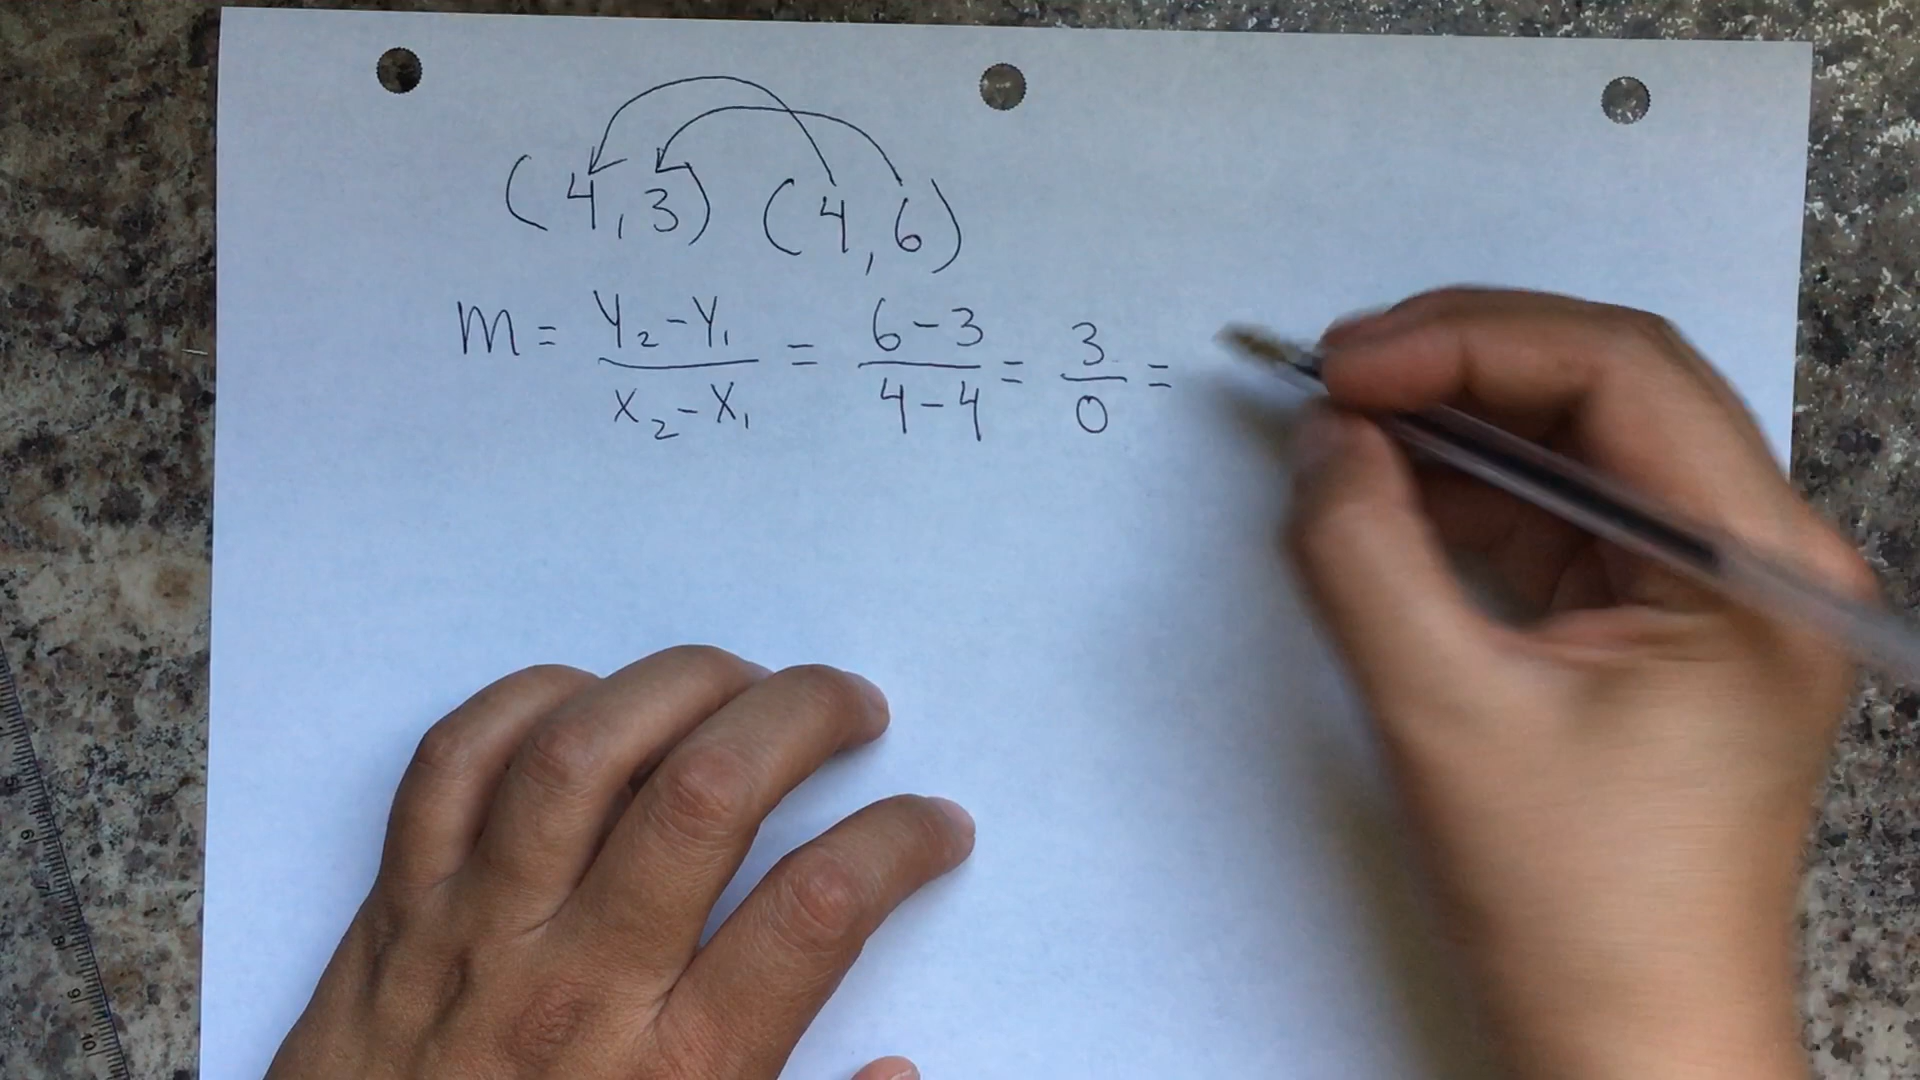 (4,3) (4,6)
m = Y₂-Y₁/X₂-X₁ = 6-3/4-4 = 3/0 =